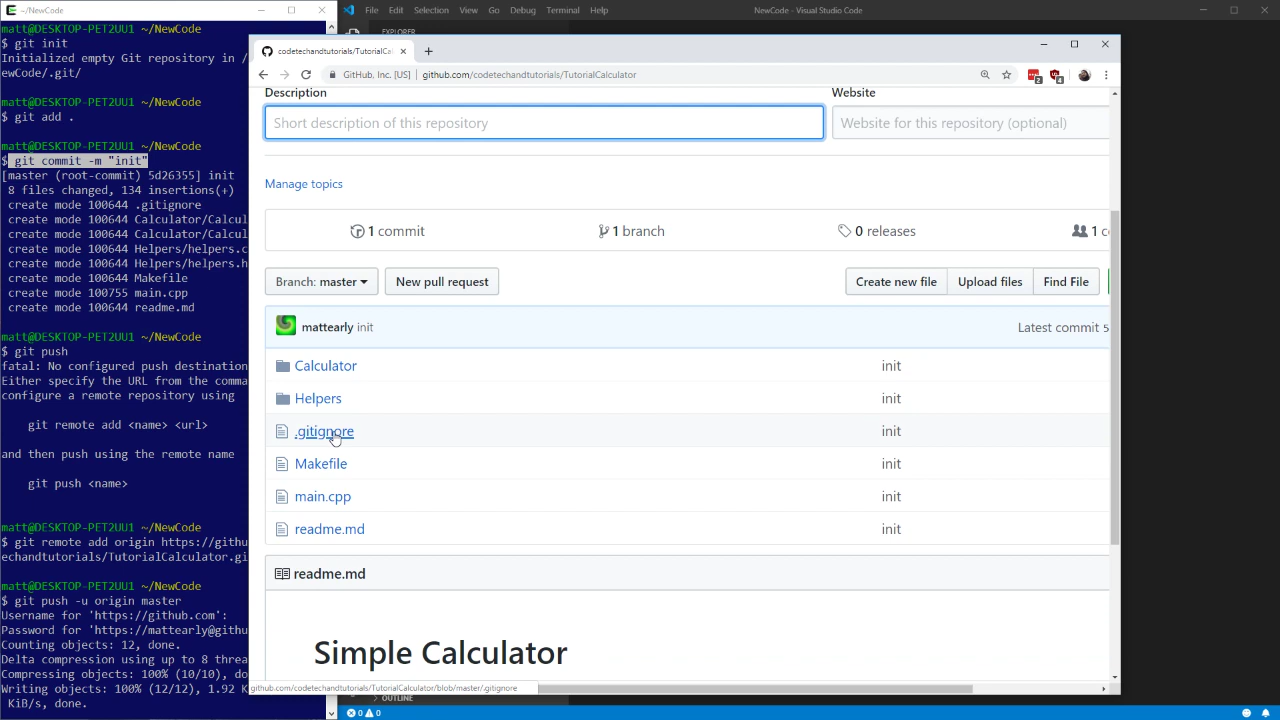 ~/NewCode
matt@DESKTOP-PET2UU1 ~/NewCode
$ git init
Initialized empty Git repository in /
ewCode/.git/
matt@DESKTOP-PET2UU1 ~/NewCode
$ git add .
matt@DESKTOP-PET2UU1 ~/NewCode
$ git commit -m "init"
[master (root-commit) 5d26355] init
8 files changed, 134 insertions(+)
create mode 100644 .gitignore
create mode 100644 Calculator/Calcul
create mode 100644 Calculator/Calcul
create mode 100644 Helpers/helpers.c
create mode 100644 Helpers/helpers.h
create mode 100644 Makefile
create mode 100755 main.cpp
create mode 100644 readme.md
matt@DESKTOP-PET2UU1 ~/NewCode
$ git push
fatal: No configured push destination
Either specify the URL from the comma
configure a remote repository using
git remote add <name> <url>
and then push using the remote name
git push <name>
matt@DESKTOP-PET2UU1 ~/NewCode
$ git remote add origin https://githu
echandtutorials/TutorialCalculator.gi
matt@DESKTOP-PET2UU1 ~/NewCode
$ git push -u origin master
Username for 'https://github.com':
Password for 'https://mattearly@githu
Counting objects: 12, done.
Delta compression using up to 8 threa
Compressing objects: 100% (10/10), do
Writing objects: 100% (12/12), 1.92 K
KiB/s, done.
File Edit Selection View Go Debug Terminal Help
NewCode - Visual Studio Code
EXPLORER
codetechandtutorials/TutorialCal
GitHub, Inc. [US] github.com/codetechandtutorials/TutorialCalculator
2
4
Description
Website
Short description of this repository
Website for this repository (optional)
Manage topics
1 commit
1 branch
0 releases
1 c
Branch: master
New pull request
Create new file
Upload files
Find File
mattearly init
Latest commit 5
Calculator
init
Helpers
init
.gitignore
init
Makefile
init
main.cpp
init
readme.md
init
readme.md
Simple Calculator
github.com/codetechandtutorials/TutorialCalculator/blob/master/.gitignore
OUTLINE
0 0